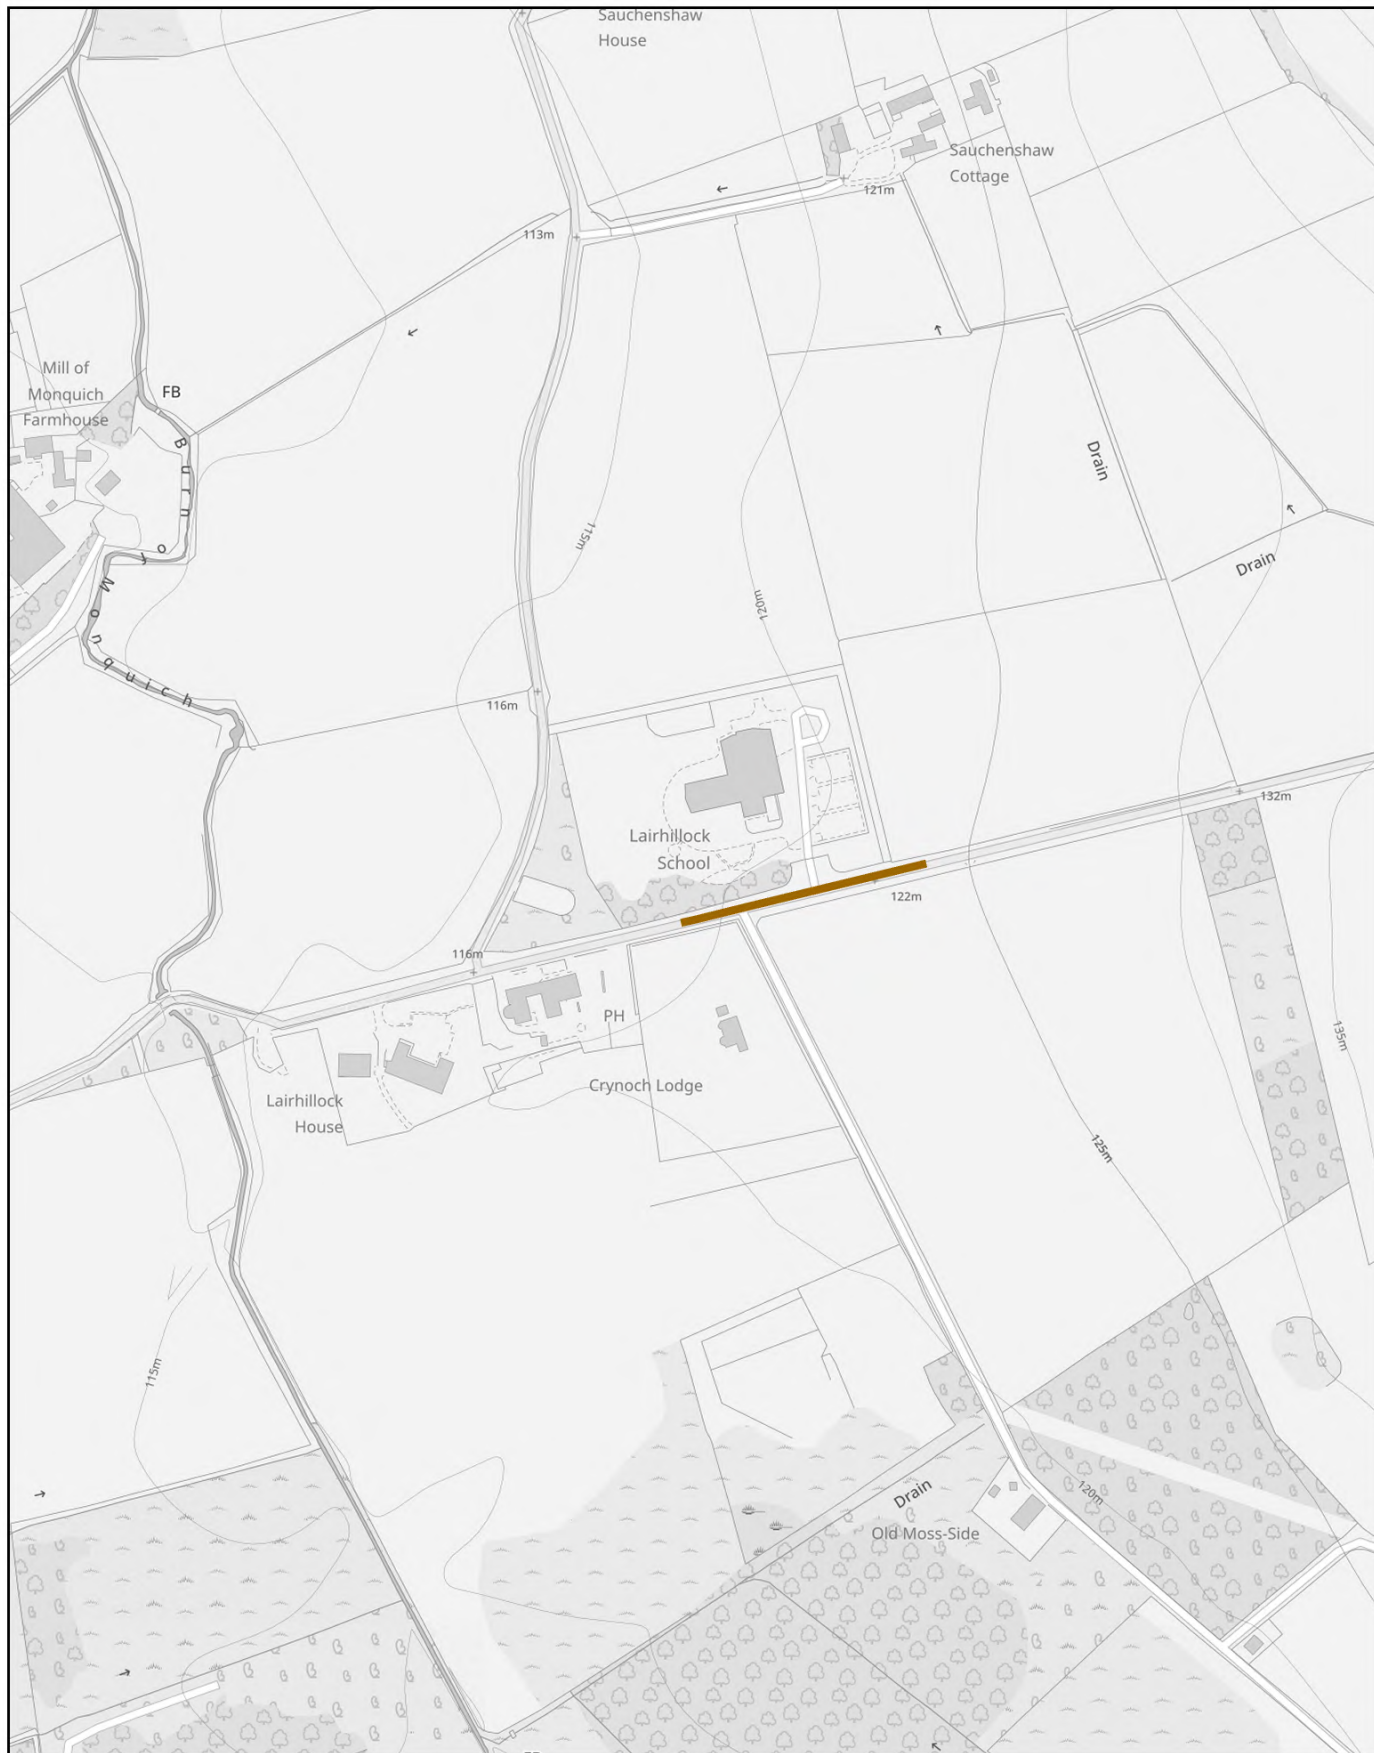 Sauchenshaw
House
Sauchenshaw
Cottage
121m
113m
Mill of
Monquich
Farmhouse
FB
Burn of Monquich
Drain
Drain
115m
120m
116m
132m
Lairhillock
School
122m
116m
PH
135m
Crynoch Lodge
Lairhillock
House
125m
115m
120m
Drain
Old Moss-Side